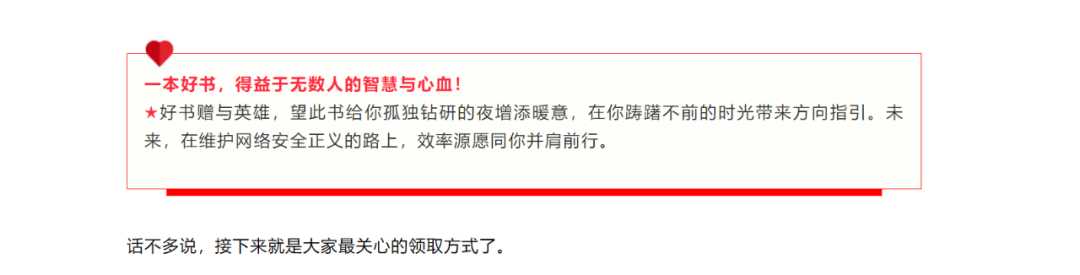 一本好书，得益于无数人的智慧与心血！
★好书赠与英雄，望此书给你孤独钻研的夜增添暖意，在你踌躇不前的时光带来方向指引。未
来，在维护网络安全正义的路上，效率源愿同你并肩前行。
话不多说，接下来就是大家最关心的领取方式了。